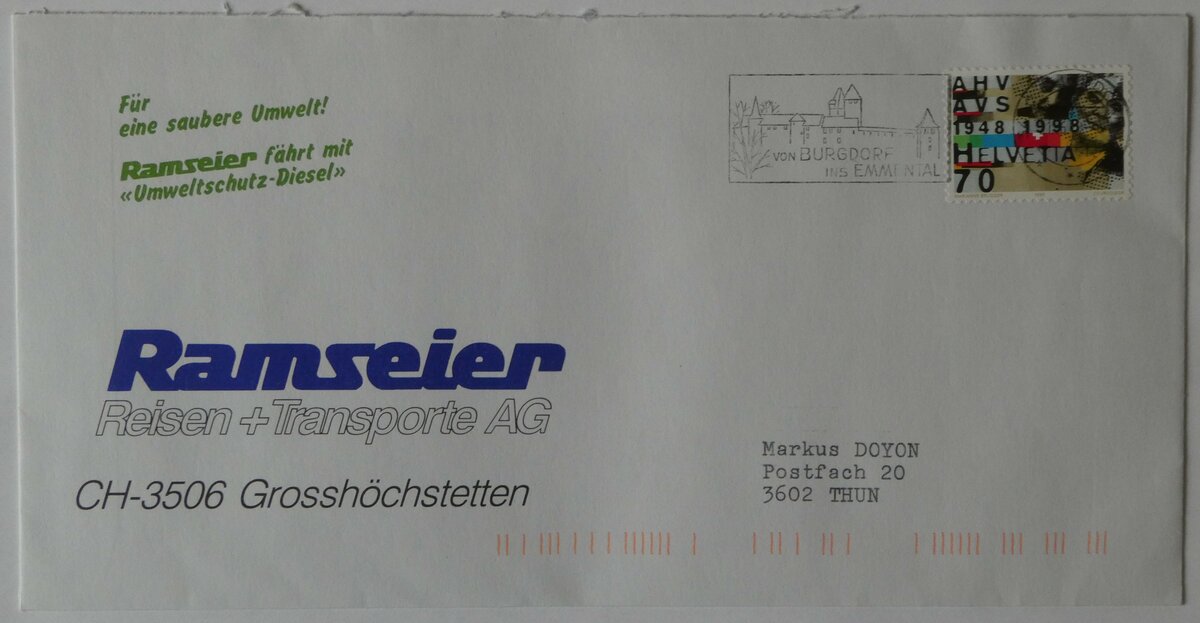 Für
eine saubere Umwelt!
Ramseier fährt mit
«Umweltschutz-Diesel»
VON BURGDORF
INS EMMENTAL
AHV
AVS
1948 1998
HELVETIA
70
Ramseier
Reisen + Transporte AG
CH-3506 Grosshöchstetten
Markus DOYON
Postfach 20
3602 THUN